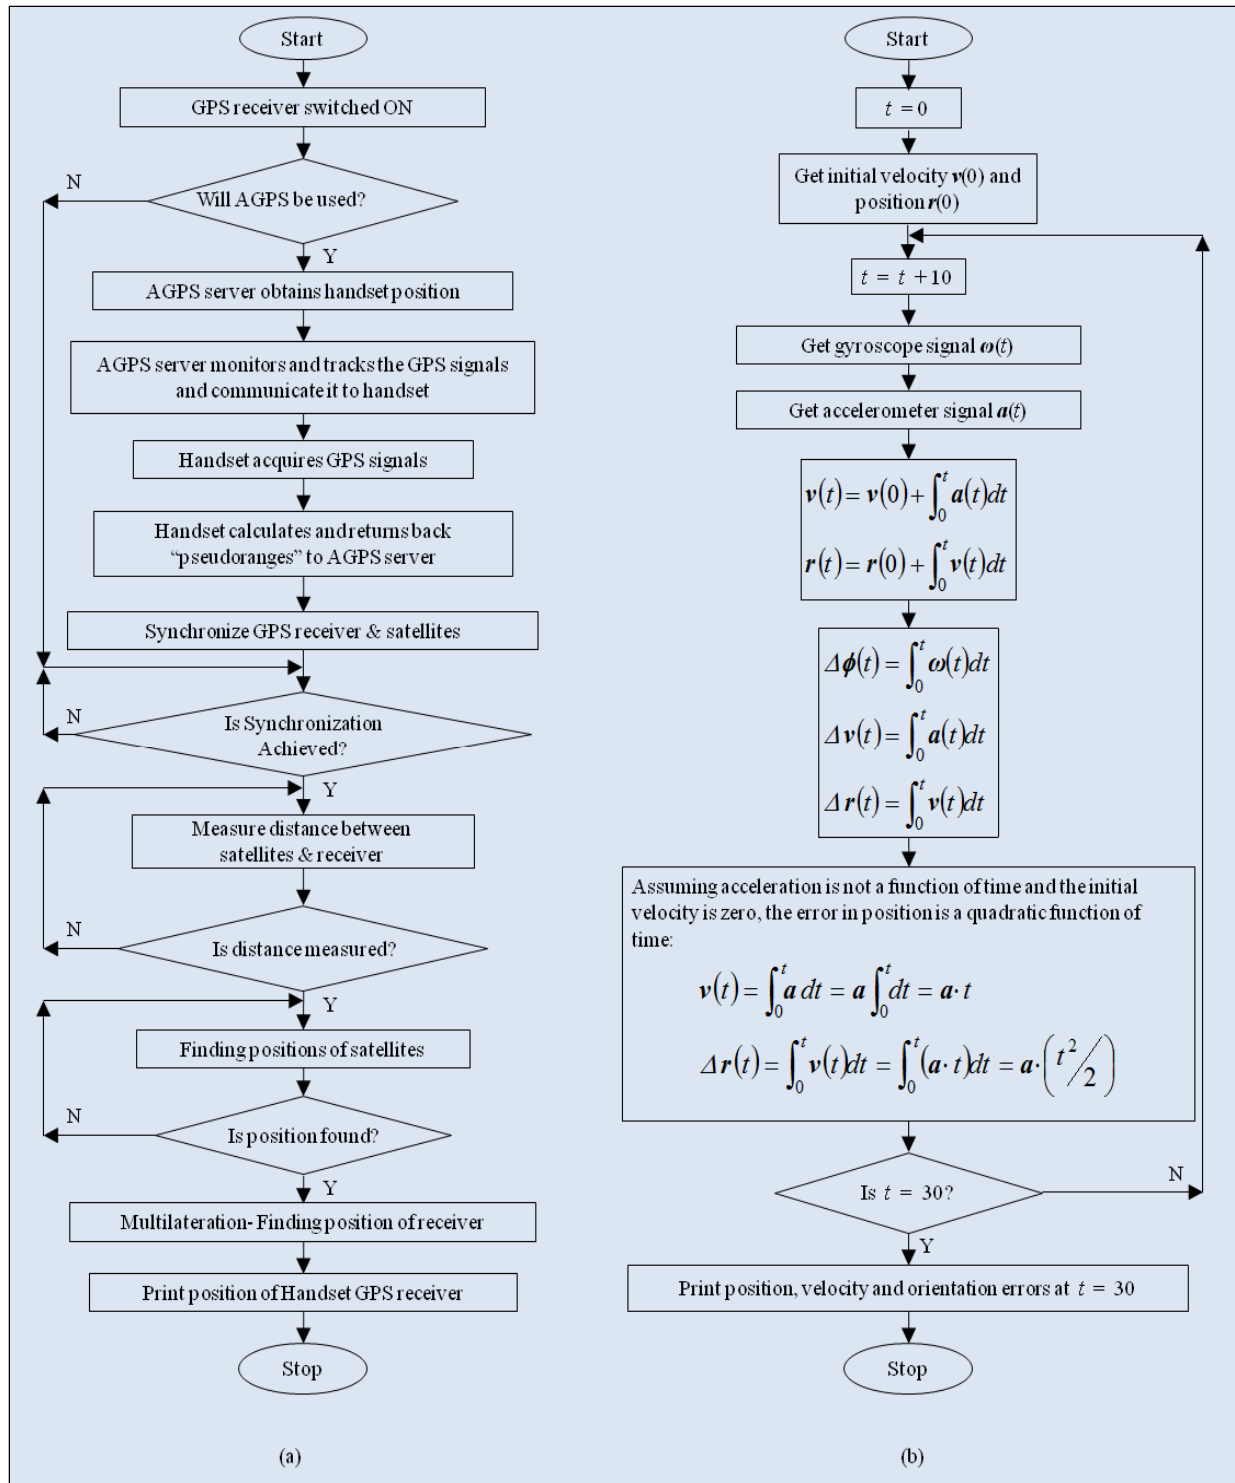 Start
GPS receiver switched ON
N
Will AGPS be used?
Y
AGPS server obtains handset position
AGPS server monitors and tracks the GPS signals
and communicate it to handset
Handset acquires GPS signals
Handset calculates and returns back
“pseudoranges” to AGPS server
Synchronize GPS receiver & satellites
N
Is Synchronization
Achieved?
Y
Measure distance between
satellites & receiver
N
Is distance measured?
Y
Finding positions of satellites
N
Is position found?
Y
Multilateration- Finding position of receiver
Print position of Handset GPS receiver
Stop
(a)
Start
t = 0
Get initial velocity v(0) and
position r(0)
t = t +10
Get gyroscope signal ω(t)
Get accelerometer signal a(t)
v(t) = v(0) + ∫₀ᵗ a(t)dt
r(t) = r(0) + ∫₀ᵗ v(t)dt
Δϕ(t) = ∫₀ᵗ ω(t)dt
Δv(t) = ∫₀ᵗ a(t)dt
Δr(t) = ∫₀ᵗ v(t)dt
Assuming acceleration is not a function of time and the initial
velocity is zero, the error in position is a quadratic function of
time:
v(t) = ∫₀ᵗ a dt = a ∫₀ᵗ dt = a· t
Δr(t) = ∫₀ᵗ v(t)dt = ∫₀ᵗ (a· t)dt = a·(t²/2)
Is t = 30?
N
Y
Print position, velocity and orientation errors at t = 30
Stop
(b)